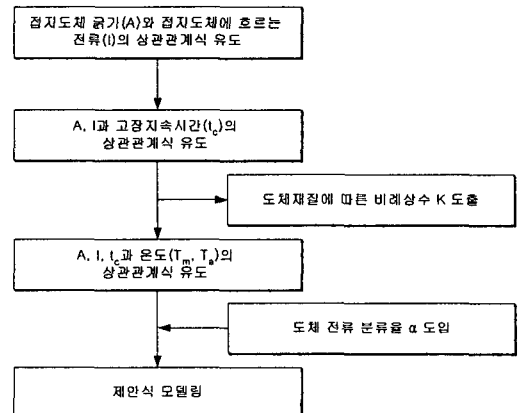 접지도체 굵기(A)와 접지도체에 흐르는
전류(I)의 상관관계식 유도
A, I과 고장지속시간(t_c)의
상관관계식 유도
도체재질에 따른 비례상수 K 도출
A, I, t_c과 온도(T_m, T_a)의
상관관계식 유도
도체 전류 분류율 α 도입
제안식 모델링